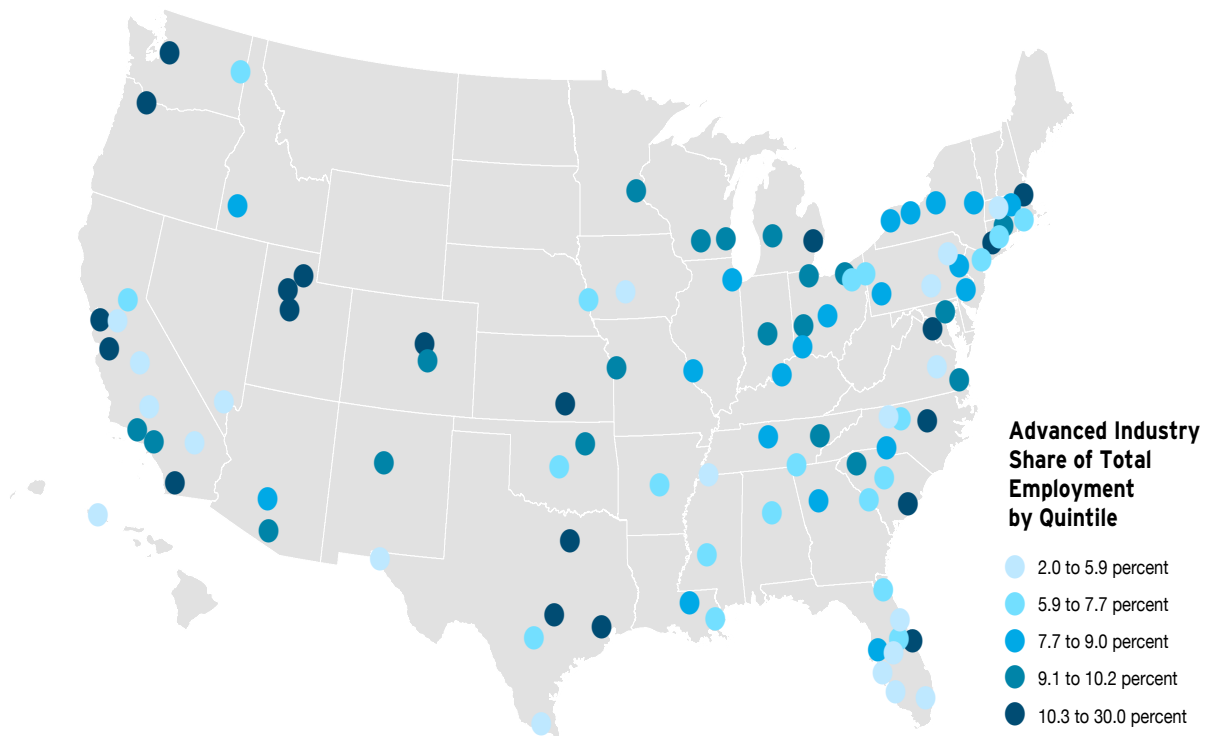 Advanced Industry
Share of Total
Employment
by Quintile
2.0 to 5.9 percent
5.9 to 7.7 percent
7.7 to 9.0 percent
9.1 to 10.2 percent
10.3 to 30.0 percent